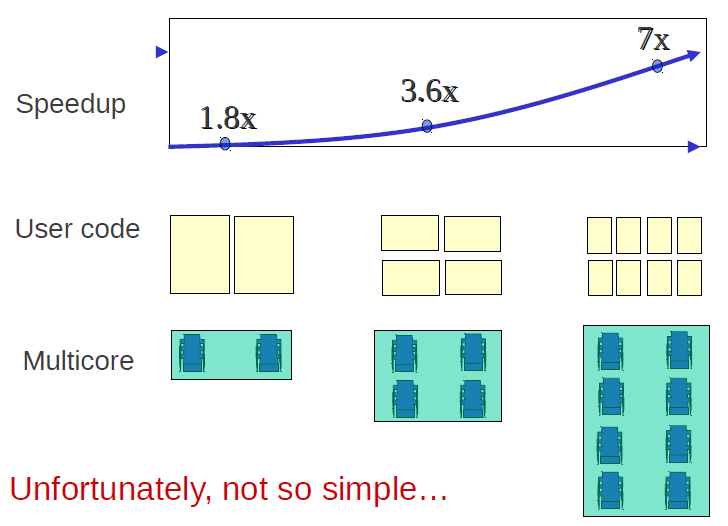 7x
3.6x
1.8x
Speedup
User code
Multicore
Unfortunately, not so simple…